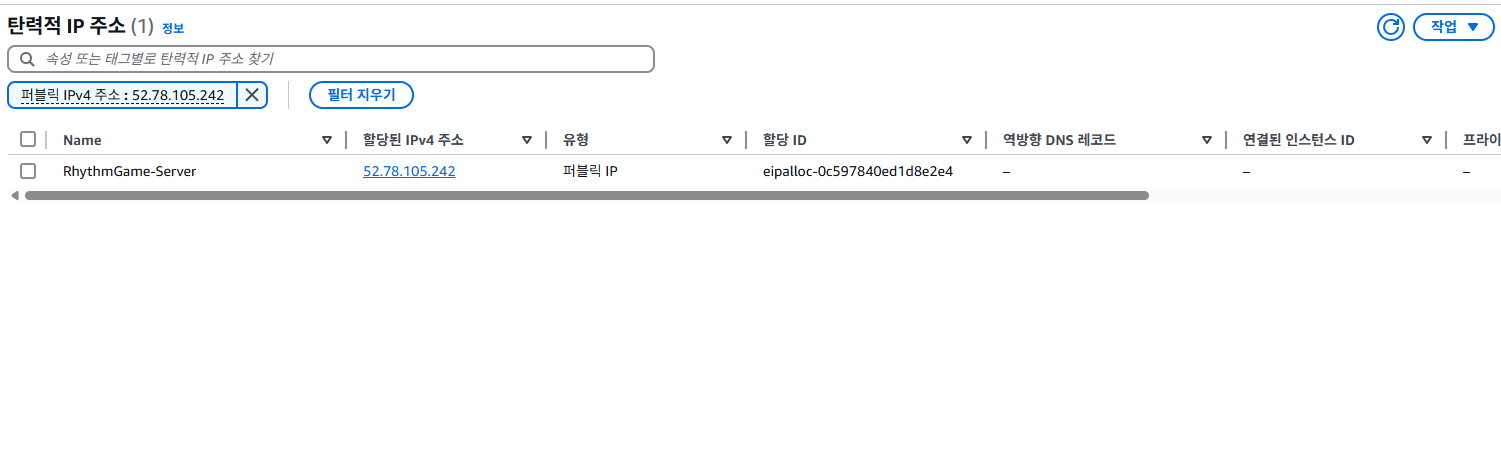 탄력적 IP 주소 (1) 정보
작업
속성 또는 태그별로 탄력적 IP 주소 찾기
퍼블릭 IPv4 주소 : 52.78.105.242
필터 지우기
Name 할당된 IPv4 주소 유형 할당 ID 역방향 DNS 레코드 연결된 인스턴스 ID 프라이
RhythmGame-Server 52.78.105.242 퍼블릭 IP eipalloc-0c597840ed1d8e2e4 – – –